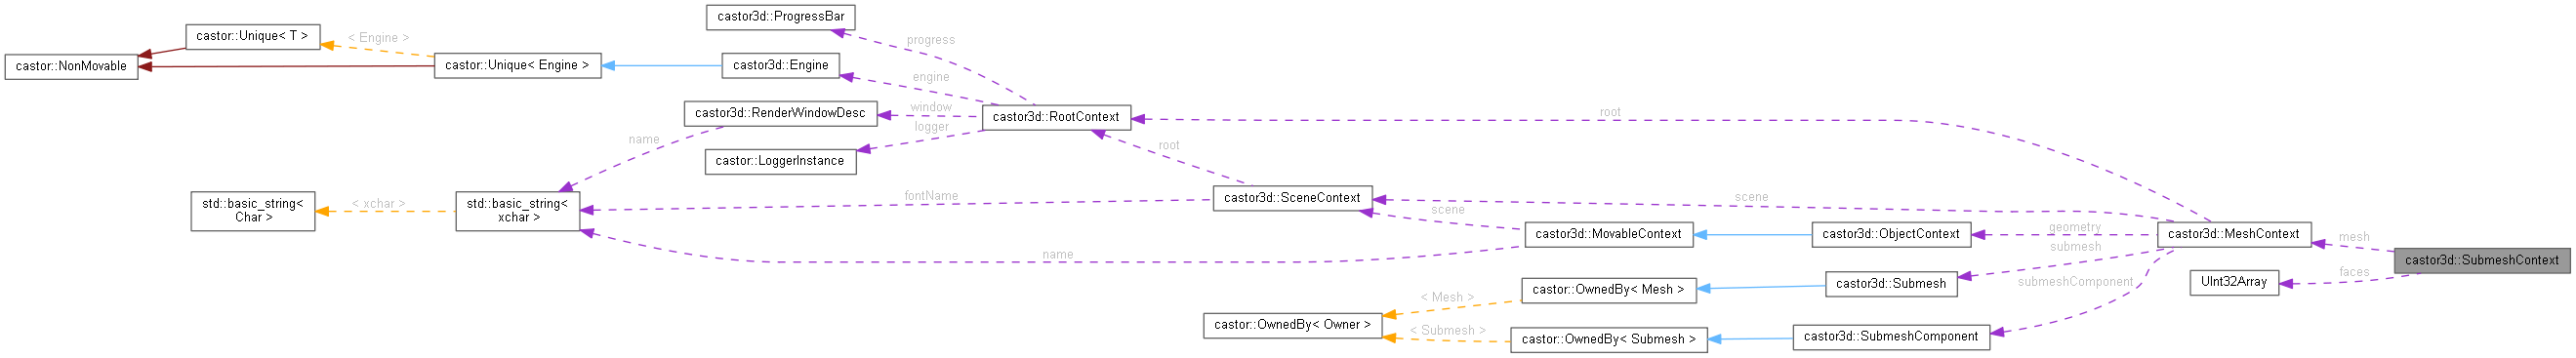 castor3d::ProgressBar
castor::Unique< T >
< Engine >
progress
castor::NonMovable
castor::Unique< Engine >
castor3d::Engine
engine
castor3d::RenderWindowDesc
window
castor3d::RootContext
root
logger
name
castor3d::LoggerInstance
castor::LoggerInstance
root
std::basic_string<
Char >
< xchar >
std::basic_string<
xchar >
fontName
castor3d::SceneContext
scene
scene
castor3d::MovableContext
castor3d::ObjectContext
geometry
castor3d::MeshContext
mesh
submesh
name
castor3d::SubmeshContext
faces
UInt32Array
submeshComponent
castor3d::Submesh
castor::OwnedBy< Mesh >
< Mesh >
castor::OwnedBy< Owner >
< Submesh >
castor::OwnedBy< Submesh >
castor3d::SubmeshComponent